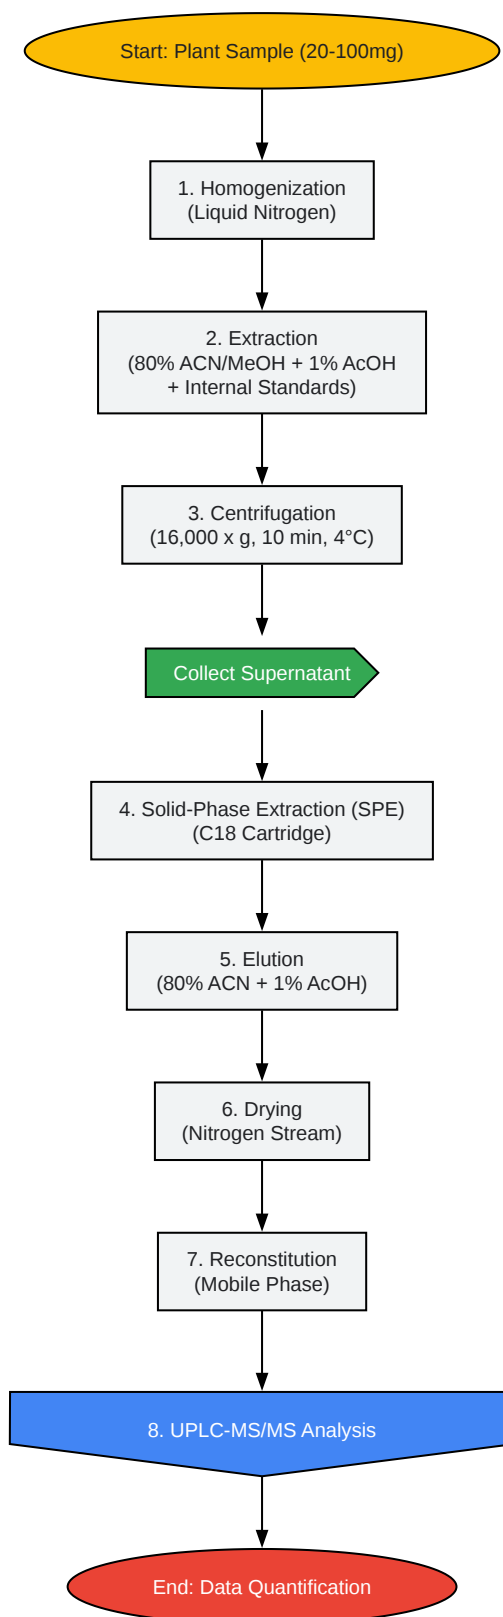 Start: Plant Sample (20-100mg)
1. Homogenization
(Liquid Nitrogen)
2. Extraction
(80% ACN/MeOH + 1% AcOH
+ Internal Standards)
3. Centrifugation
(16,000 x g, 10 min, 4°C)
Collect Supernatant
4. Solid-Phase Extraction (SPE)
(C18 Cartridge)
5. Elution
(80% ACN + 1% AcOH)
6. Drying
(Nitrogen Stream)
7. Reconstitution
(Mobile Phase)
8. UPLC-MS/MS Analysis
End: Data Quantification